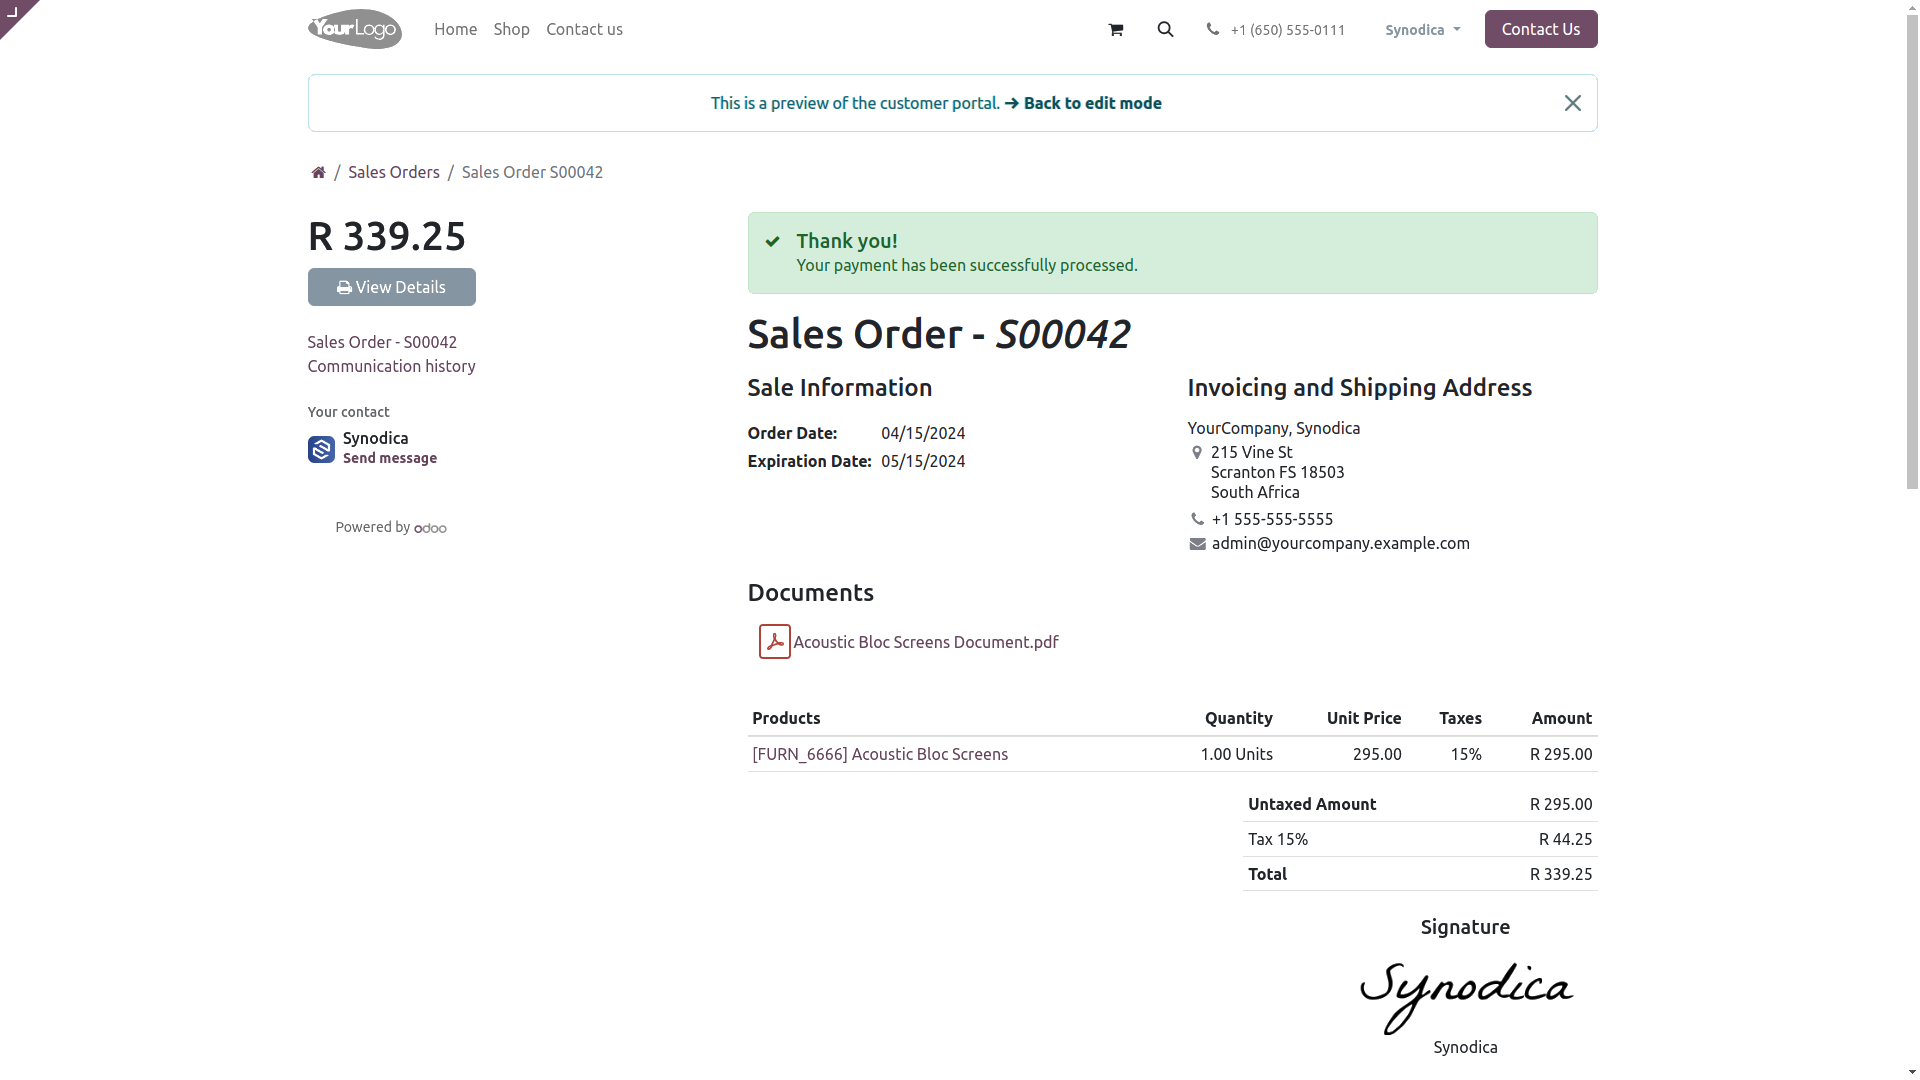 YourLogo
Home Shop Contact us
+1 (650) 555-0111
Synodica
Contact Us
This is a preview of the customer portal. Back to edit mode
/ Sales Orders / Sales Order S00042
R 339.25
View Details
Sales Order - S00042
Communication history
Your contact
Synodica
Send message
Powered by odoo
Thank you!
Your payment has been successfully processed.
Sales Order - S00042
Sale Information
Order Date: 04/15/2024
Expiration Date: 05/15/2024
Invoicing and Shipping Address
YourCompany, Synodica
215 Vine St
Scranton FS 18503
South Africa
+1 555-555-5555
admin@yourcompany.example.com
Documents
Acoustic Bloc Screens Document.pdf
Products Quantity Unit Price Taxes Amount
[FURN_6666] Acoustic Bloc Screens 1.00 Units 295.00 15% R 295.00
Untaxed Amount R 295.00
Tax 15% R 44.25
Total R 339.25
Signature
Synodica
Synodica